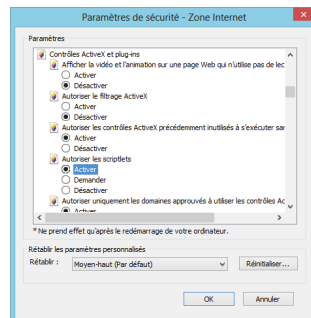 Paramètres de sécurité - Zone Internet
Paramètres
Contrôles ActiveX et plug-ins
Afficher la vidéo et l'animation sur une page Web qui n'utilise pas de lec
Activer
Désactiver
Autoriser le filtrage ActiveX
Activer
Désactiver
Autoriser les contrôles ActiveX précédemment inutilisés à s'exécuter sar
Activer
Désactiver
Autoriser les scriptlets
Activer
Demander
Désactiver
Autoriser uniquement les domaines approuvés à utiliser les contrôles Ac
Activer
* Ne prend effet qu'après le redémarrage de votre ordinateur.
Rétablir les paramètres personnalisés
Rétablir : Moyen-haut (Par défaut) Réinitialiser...
OK Annuler